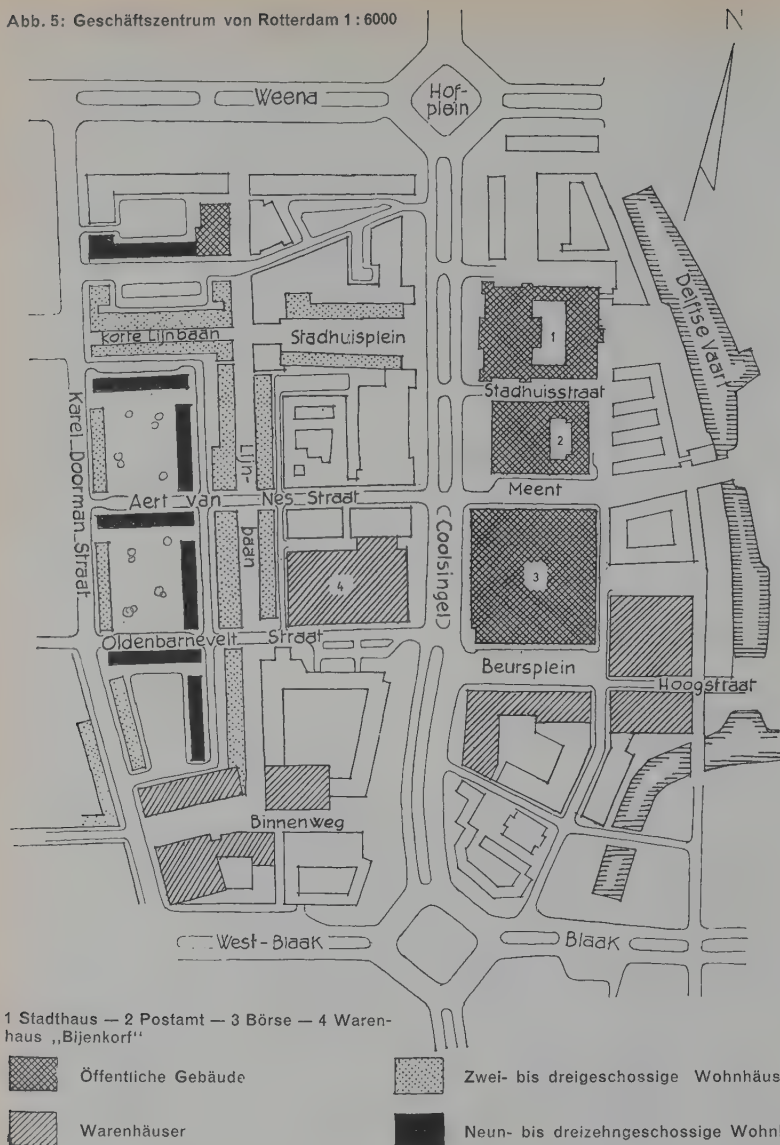 Abb. 5: Geschäftszentrum von Rotterdam 1 : 6000
N
Weena
Hof-
plein
Delftse Vaart
Korte Lijnbaan
Stadhuisplein
1
Stadhuisstraat
Karel Doorman Straat
2
Lijn-
baan
Aert van Nes Straat
Meent
Coolsingel
4
3
Oldenbarnevelt Straat
Beursplein
Hoogstraat
Binnenweg
West-Blaak
Blaak
1 Stadthaus — 2 Postamt — 3 Börse — 4 Waren-
haus „Bijenkorf“
Öffentliche Gebäude
Zwei- bis dreigeschossige Wohnhäus
Warenhäuser
Neun- bis dreizehngeschossige Wohn